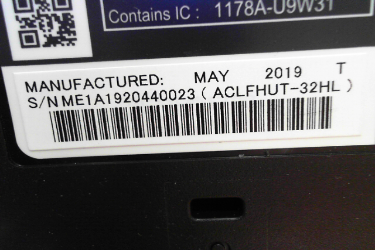 Contains IC : 1178A-U9W31
MANUFACTURED: MAY 2019 T
S/N ME1A1920440023 ( ACLFHUT-32HL )